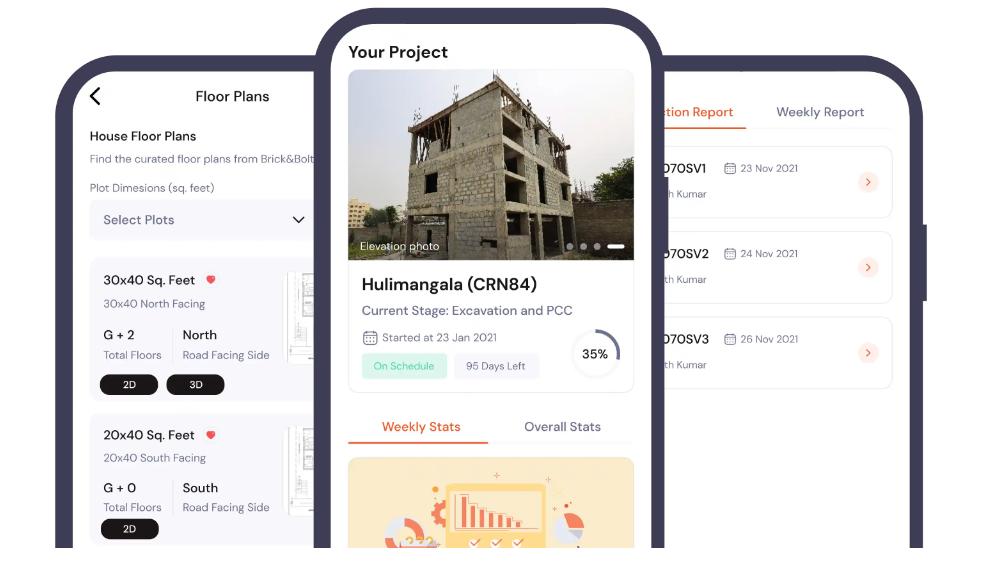 Floor Plans
House Floor Plans
Find the curated floor plans from Brick&Bolt
Plot Dimesions (sq. feet)
Select Plots
30x40 Sq. Feet
30x40 North Facing
G + 2 North
Total Floors Road Facing Side
2D 3D
20x40 Sq. Feet
20x40 South Facing
G + 0 South
Total Floors Road Facing Side
2D
Your Project
Elevation photo
Hulimangala (CRN84)
Current Stage: Excavation and PCC
Started at 23 Jan 2021
35%
On Schedule 95 Days Left
Weekly Stats Overall Stats
Report Weekly Report
070SV1 23 Nov 2021
Kumar
070SV2 24 Nov 2021
Kumar
070SV3 26 Nov 2021
Kumar